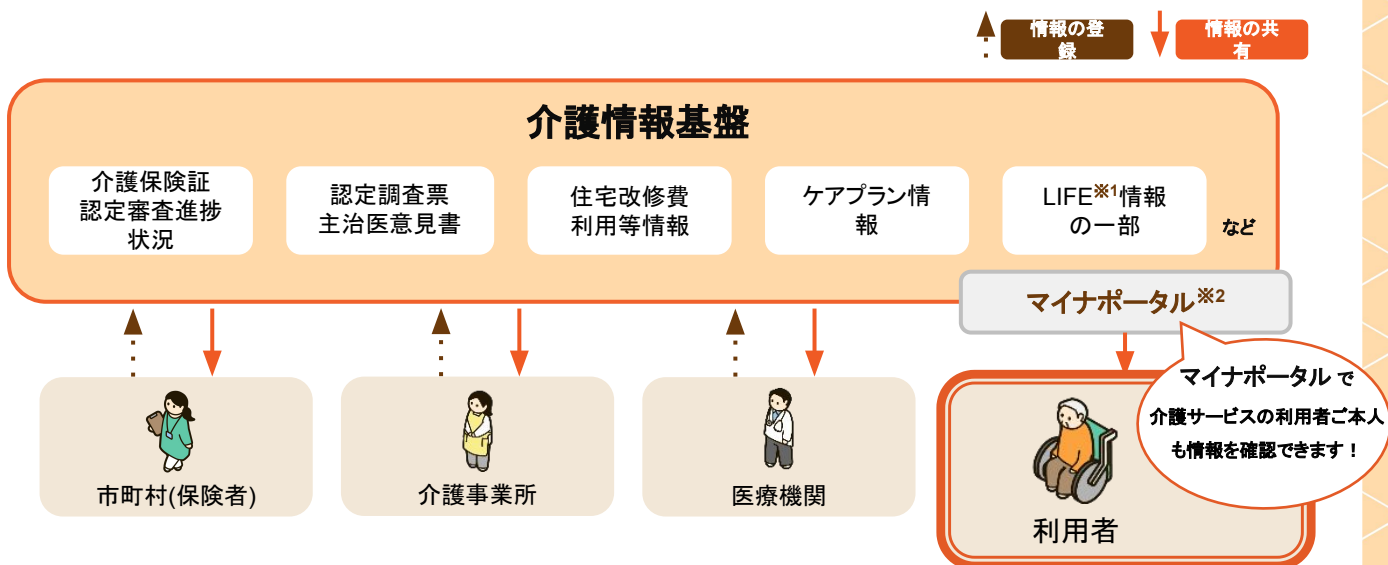 情報の登
録
情報の共
有
介護情報基盤
介護保険証
認定審査進捗
状況
認定調査票
主治医意見書
住宅改修費
利用等情報
ケアプラン情
報
LIFE※1情報
の一部
など
マイナポータル※2
マイナポータル で
介護サービスの利用者ご本人
も情報を確認できます！
市町村(保険者)
介護事業所
医療機関
利用者